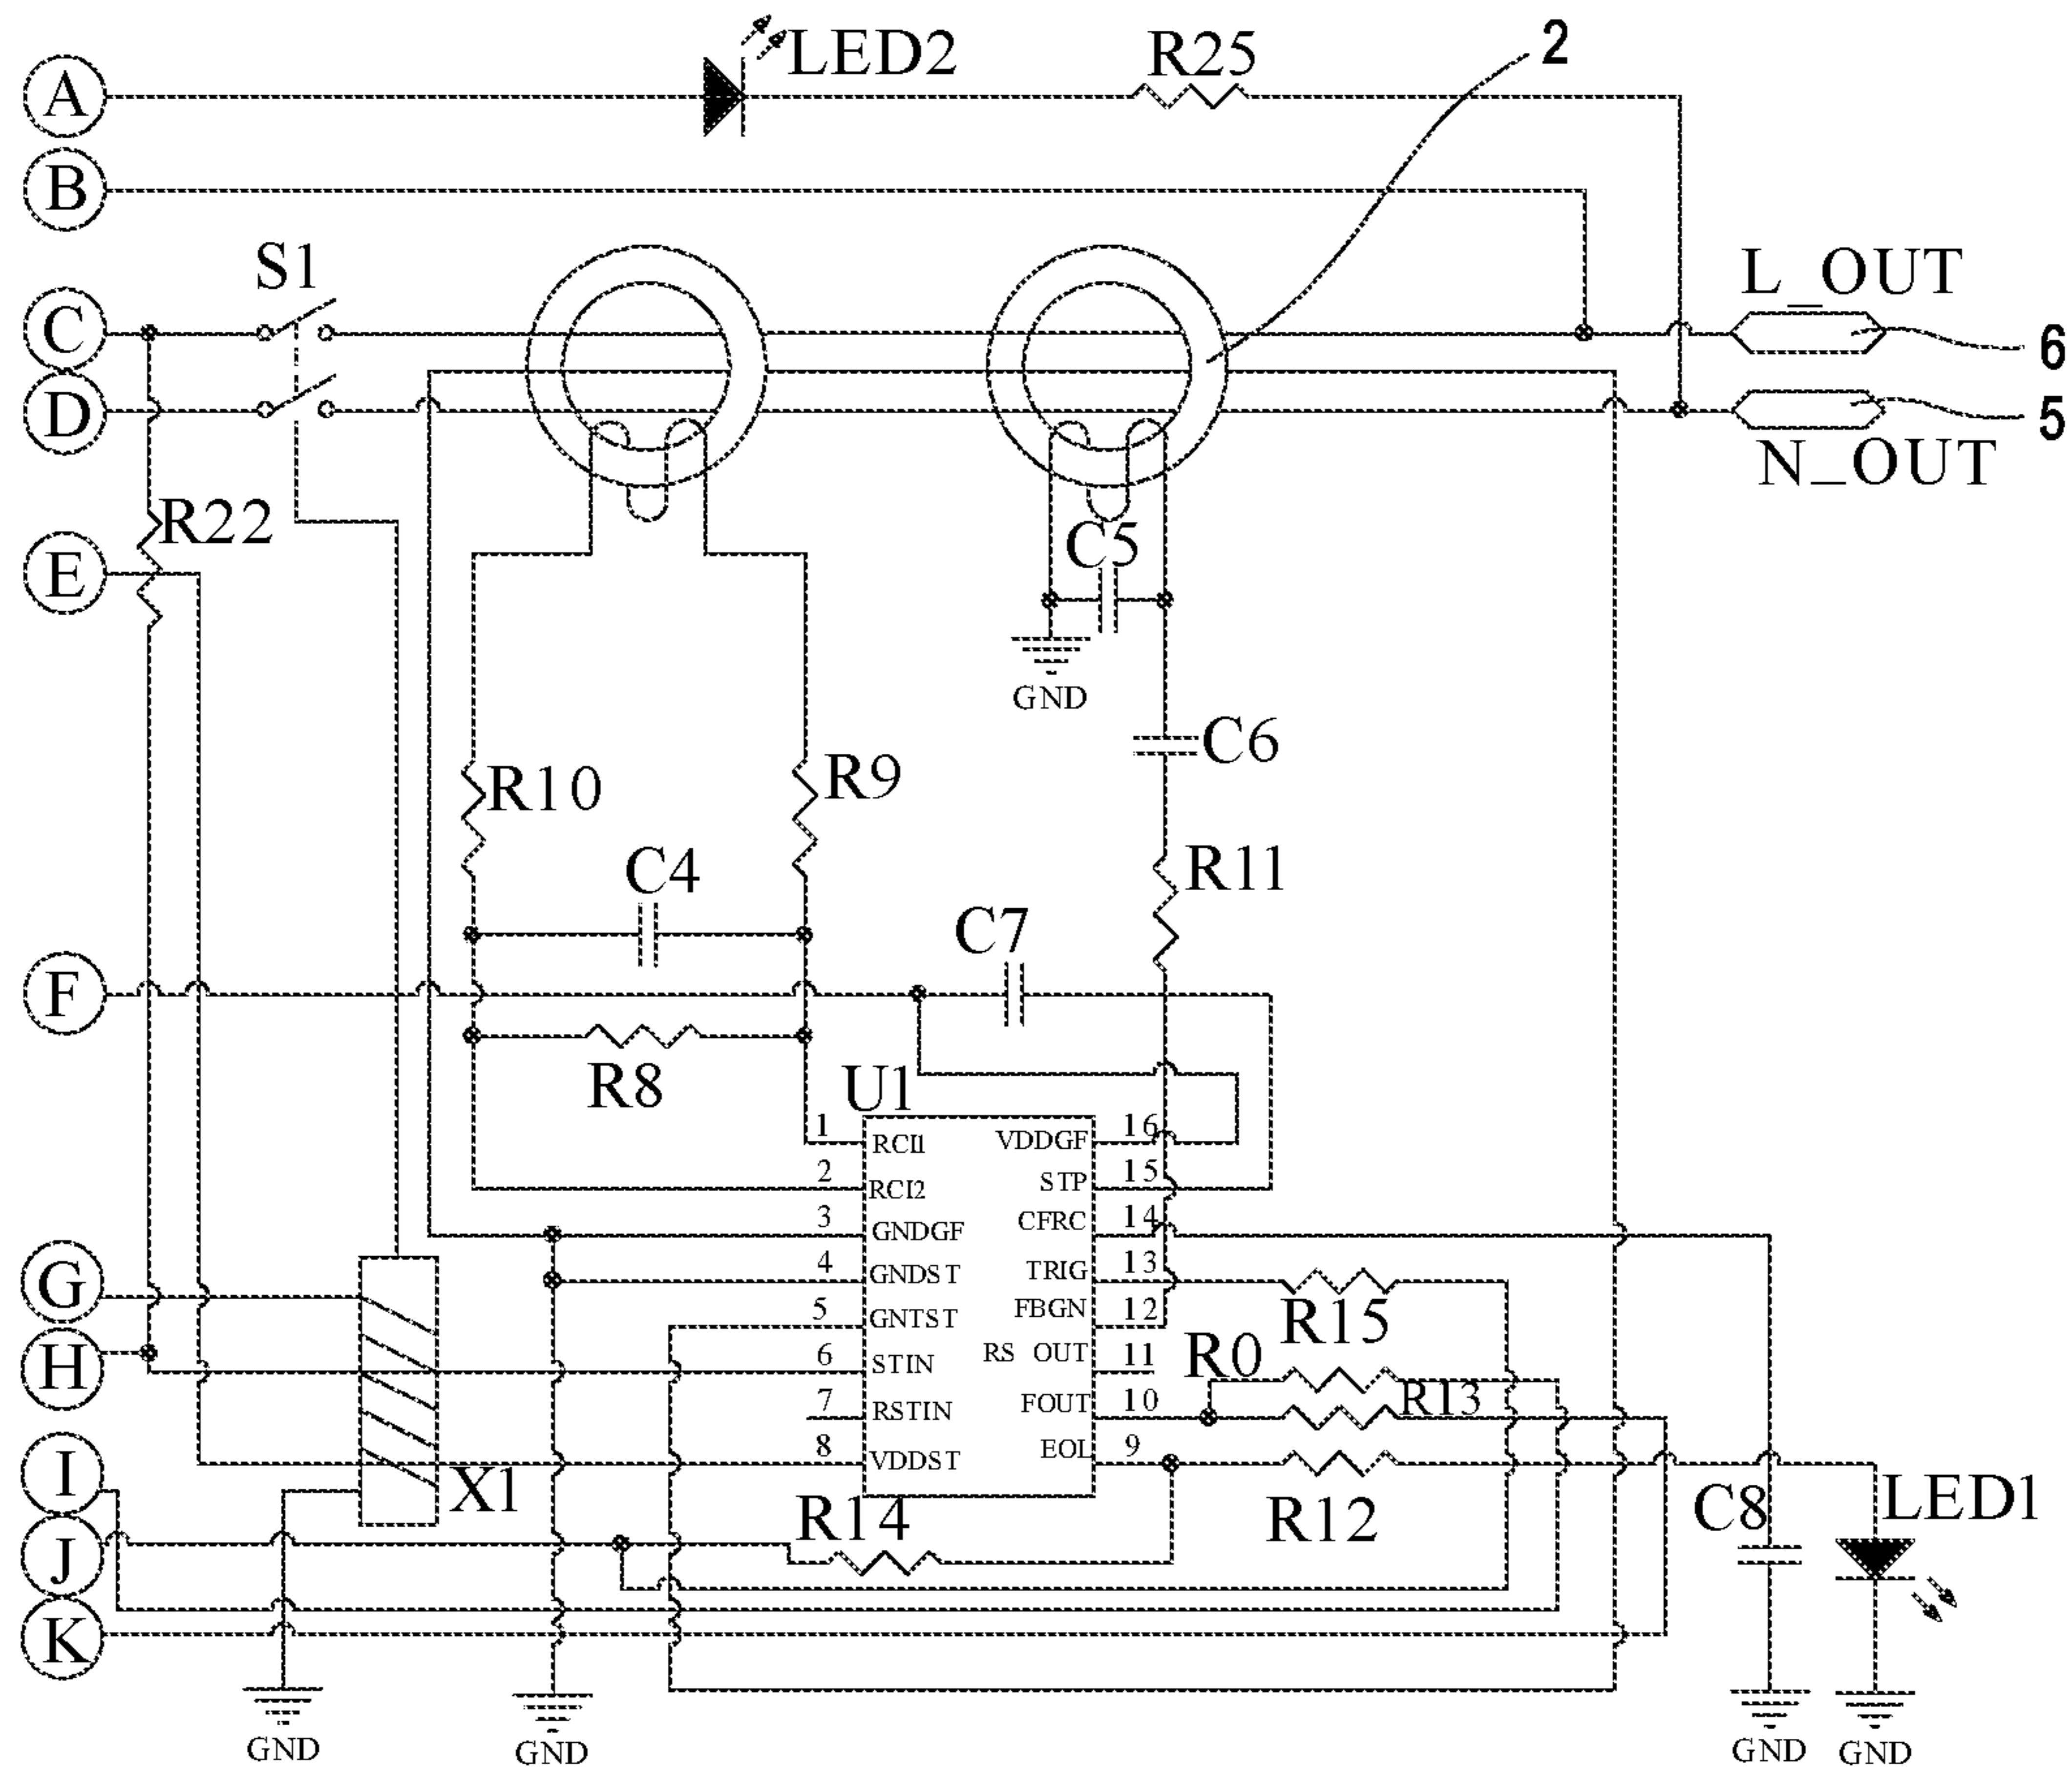 A
LED2
R25
2
B
S1
L_OUT
C
6
D
5
N_OUT
R22
C5
E
GND
C6
R10
R9
C4
R11
C7
F
R8
U1
1 RCI1 VDDGF 16
2 RCI2 STP 15
3 GNDGF CFRC 14
4 GNDST TRIG 13
5 GNTST FBGN 12
6 STIN RS OUT 11
7 RSTIN FOUT 10
8 VDDST EOL 9
G
R15
H
R0
R13
I
X1
R14
R12
C8
LED1
J
K
GND
GND
GND
GND